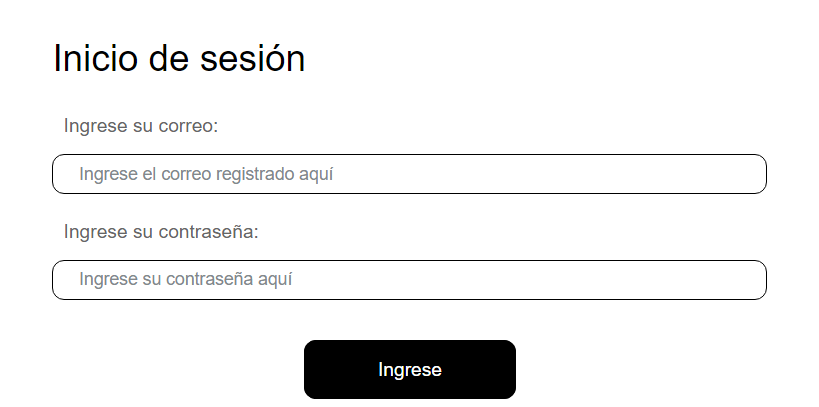 Inicio de sesión
Ingrese su correo:
Ingrese el correo registrado aquí
Ingrese su contraseña:
Ingrese su contraseña aquí
Ingrese